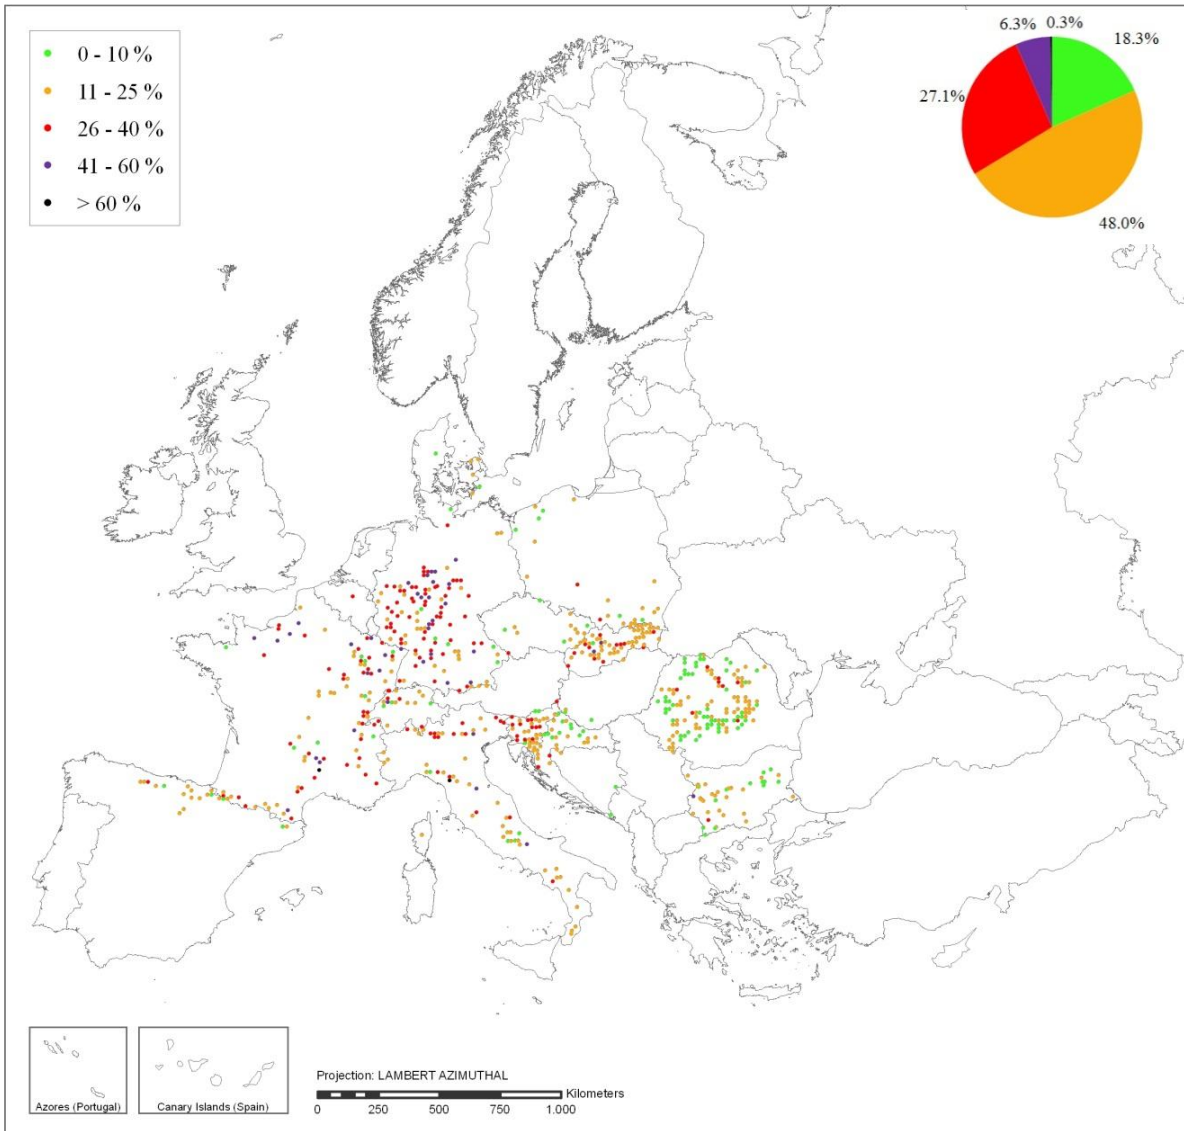 0 - 10 %
11 - 25 %
26 - 40 %
41 - 60 %
> 60 %
6.3%
0.3%
18.3%
27.1%
48.0%
Projection: LAMBERT AZIMUTHAL
Kilometers
0 250 500 750 1.000
Azores (Portugal)
Canary Islands (Spain)